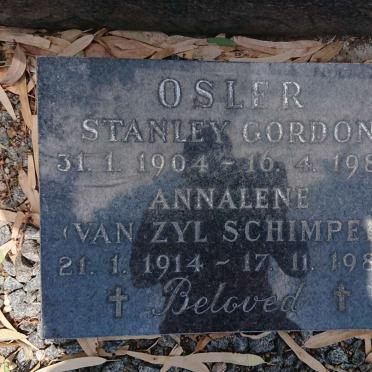 OSLER
STANLEY GORDON
31. 1. 1904 - 16. 4. 198
ANNALENE
(VAN ZYL SCHIMPE
21. 1. 1914 - 17. 11. 198
Beloved